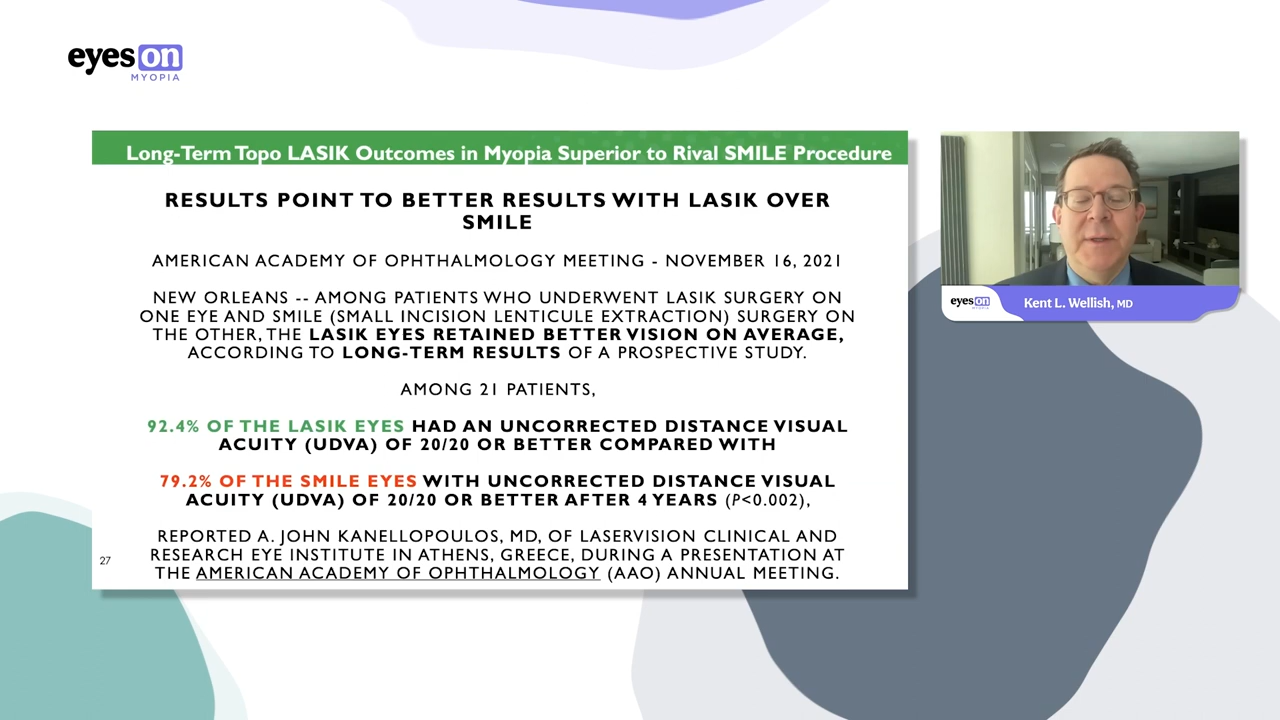 eyes on
MYOPIA
Long-Term Topo LASIK Outcomes in Myopia Superior to Rival SMILE Procedure
RESULTS POINT TO BETTER RESULTS WITH LASIK OVER
SMILE
AMERICAN ACADEMY OF OPHTHALMOLOGY MEETING - NOVEMBER 16, 2021
NEW ORLEANS -- AMONG PATIENTS WHO UNDERWENT LASIK SURGERY ON
ONE EYE AND SMILE (SMALL INCISION LENTICULE EXTRACTION) SURGERY ON
THE OTHER, THE LASIK EYES RETAINED BETTER VISION ON AVERAGE,
ACCORDING TO LONG-TERM RESULTS OF A PROSPECTIVE STUDY.
AMONG 21 PATIENTS,
92.4% OF THE LASIK EYES HAD AN UNCORRECTED DISTANCE VISUAL
ACUITY (UDVA) OF 20/20 OR BETTER COMPARED WITH
79.2% OF THE SMILE EYES WITH UNCORRECTED DISTANCE VISUAL
ACUITY (UDVA) OF 20/20 OR BETTER AFTER 4 YEARS (P<0.002),
REPORTED A. JOHN KANELLOPOULOS, MD, OF LASERVISION CLINICAL AND
RESEARCH EYE INSTITUTE IN ATHENS, GREECE, DURING A PRESENTATION AT
THE AMERICAN ACADEMY OF OPHTHALMOLOGY (AAO) ANNUAL MEETING.
27
eyes on
MYOPIA
Kent L. Wellish, MD